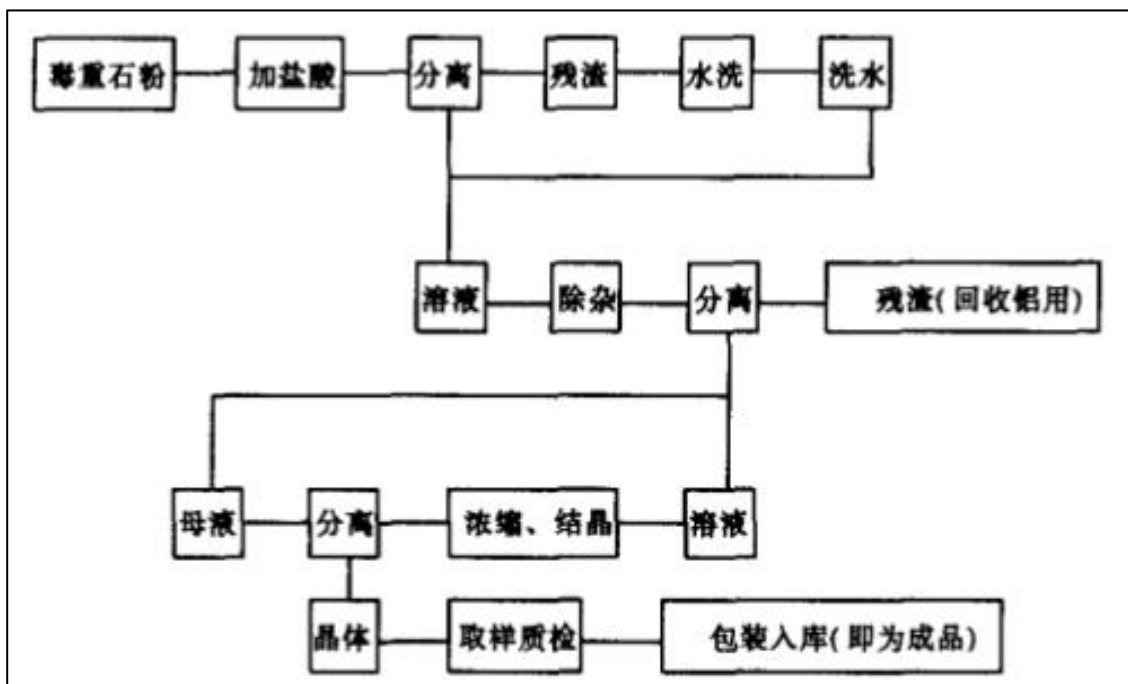 毒重石粉
加盐酸
分离
残渣
水洗
洗水
溶液
除杂
分离
残渣(回收铝用)
母液
分离
浓缩、结晶
溶液
晶体
取样质检
包装入库(即为成品)